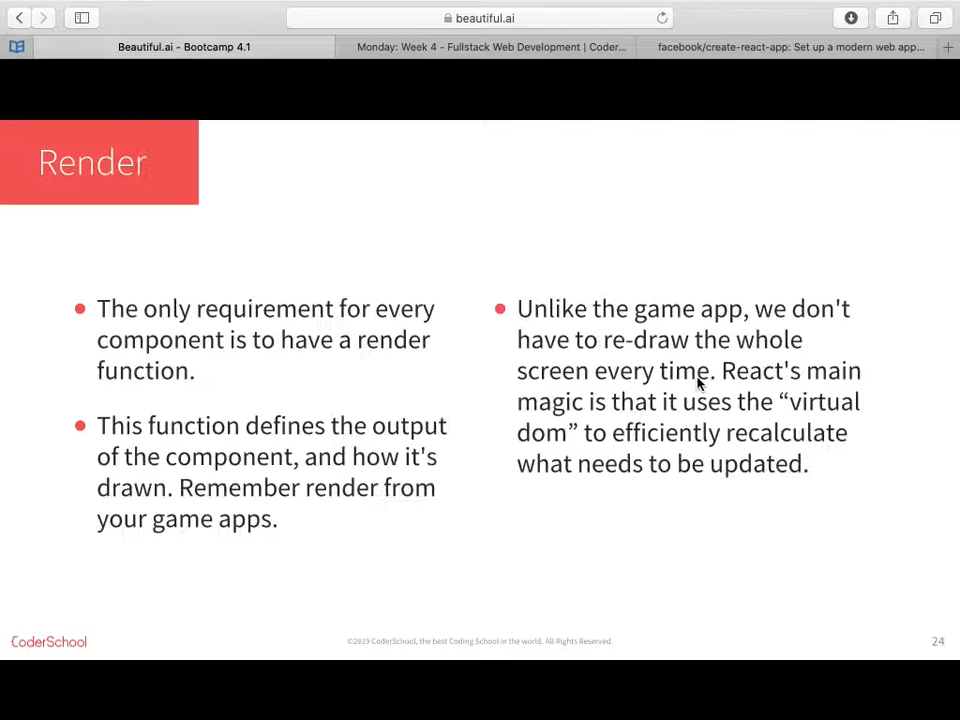 beautiful.ai
Beautiful.ai - Bootcamp 4.1
Monday: Week 4 - Fullstack Web Development | Coder...
facebook/create-react-app: Set up a modern web app...
Render
The only requirement for every
component is to have a render
function.
This function defines the output
of the component, and how it's
drawn. Remember render from
your game apps.
Unlike the game app, we don't
have to re-draw the whole
screen every time. React's main
magic is that it uses the “virtual
dom” to efficiently recalculate
what needs to be updated.
CoderSchool
©2019 CoderSchool, the best Coding School in the world. All Rights Reserved.
24